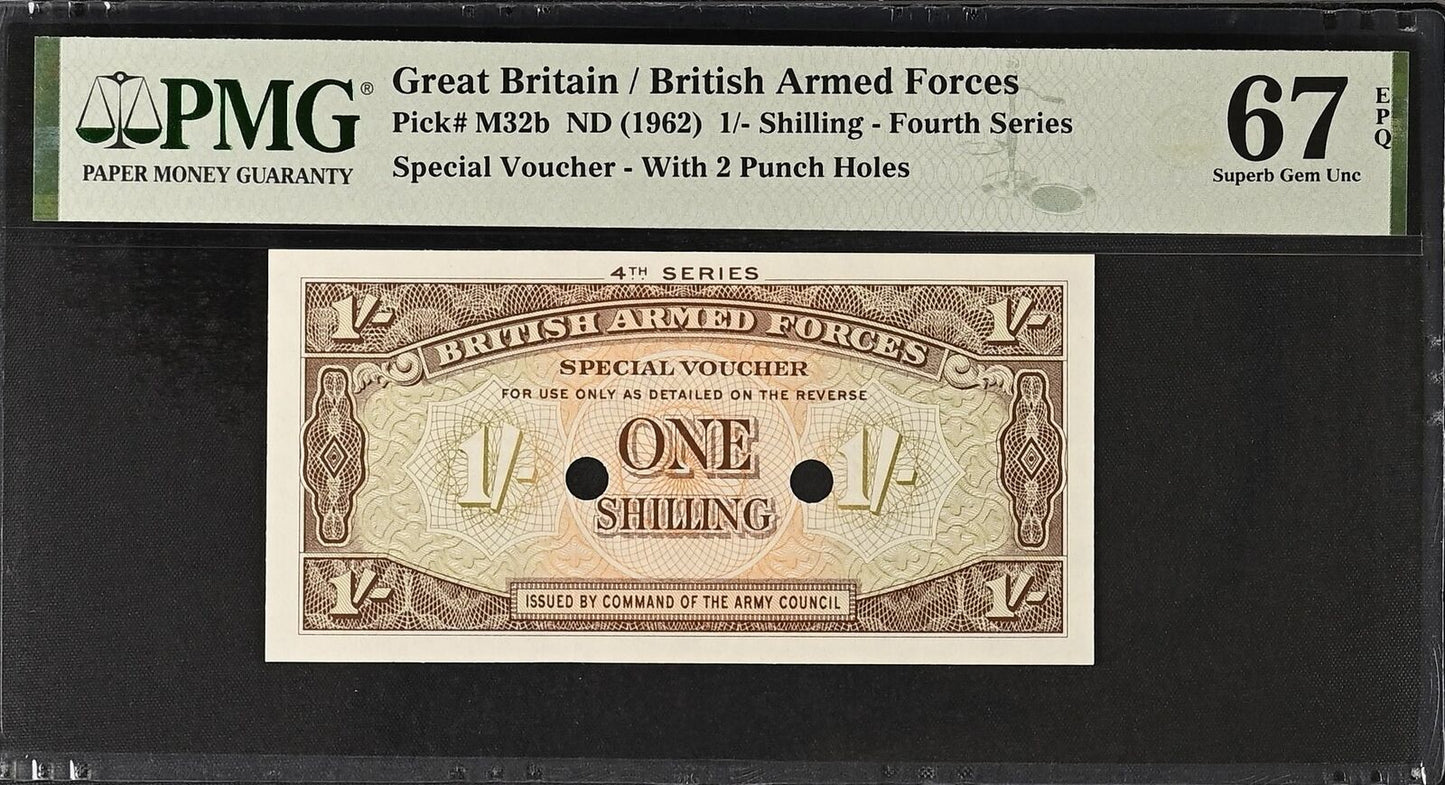 PMG®
PAPER MONEY GUARANTY
Great Britain / British Armed Forces
Pick# M32b ND (1962) 1/- Shilling - Fourth Series
Special Voucher - With 2 Punch Holes
67
EPQ
Superb Gem Unc
4TH SERIES
1/- 1/-
BRITISH ARMED FORCES
SPECIAL VOUCHER
FOR USE ONLY AS DETAILED ON THE REVERSE
1/- ONE 1/-
SHILLING
1/- 1/-
ISSUED BY COMMAND OF THE ARMY COUNCIL